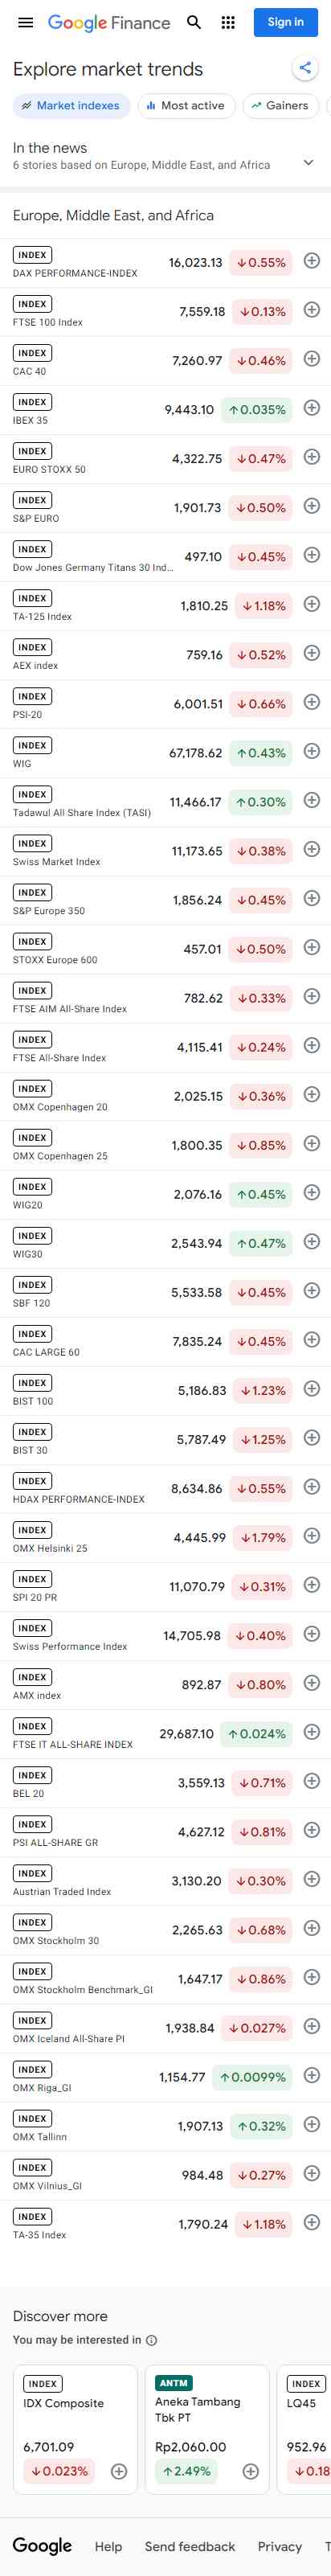 Google Finance
Sign in
Explore market trends
Market indexes
Most active
Gainers
In the news
6 stories based on Europe, Middle East, and Africa
Europe, Middle East, and Africa
INDEX
DAX PERFORMANCE-INDEX
16,023.13
0.55%
INDEX
FTSE 100 Index
7,559.18
0.13%
INDEX
CAC 40
7,260.97
0.46%
INDEX
IBEX 35
9,443.10
0.035%
INDEX
EURO STOXX 50
4,322.75
0.47%
INDEX
S&P EURO
1,901.73
0.50%
INDEX
Dow Jones Germany Titans 30 Ind...
497.10
0.45%
INDEX
TA-125 Index
1,810.25
1.18%
INDEX
AEX index
759.16
0.52%
INDEX
PSI-20
6,001.51
0.66%
INDEX
WIG
67,178.62
0.43%
INDEX
Tadawul All Share Index (TASI)
11,466.17
0.30%
INDEX
Swiss Market Index
11,173.65
0.38%
INDEX
S&P Europe 350
1,856.24
0.45%
INDEX
STOXX Europe 600
457.01
0.50%
INDEX
FTSE AIM All-Share Index
782.62
0.33%
INDEX
FTSE All-Share Index
4,115.41
0.24%
INDEX
OMX Copenhagen 20
2,025.15
0.36%
INDEX
OMX Copenhagen 25
1,800.35
0.85%
INDEX
WIG20
2,076.16
0.45%
INDEX
WIG30
2,543.94
0.47%
INDEX
SBF 120
5,533.58
0.45%
INDEX
CAC LARGE 60
7,835.24
0.45%
INDEX
BIST 100
5,186.83
1.23%
INDEX
BIST 30
5,787.49
1.25%
INDEX
HDAX PERFORMANCE-INDEX
8,634.86
0.55%
INDEX
OMX Helsinki 25
4,445.99
1.79%
INDEX
SPI 20 PR
11,070.79
0.31%
INDEX
Swiss Performance Index
14,705.98
0.40%
INDEX
AMX index
892.87
0.80%
INDEX
FTSE IT ALL-SHARE INDEX
29,687.10
0.024%
INDEX
BEL 20
3,559.13
0.71%
INDEX
PSI ALL-SHARE GR
4,627.12
0.81%
INDEX
Austrian Traded Index
3,130.20
0.30%
INDEX
OMX Stockholm 30
2,265.63
0.68%
INDEX
OMX Stockholm Benchmark_GI
1,647.17
0.86%
INDEX
OMX Iceland All-Share PI
1,938.84
0.027%
INDEX
OMX Riga_GI
1,154.77
0.0099%
INDEX
OMX Tallinn
1,907.13
0.32%
INDEX
OMX Vilnius_GI
984.48
0.27%
INDEX
TA-35 Index
1,790.24
1.18%
Discover more
You may be interested in
INDEX
IDX Composite
6,701.09
0.023%
ANTM
Aneka Tambang
Tbk PT
Rp2,060.00
2.49%
INDEX
LQ45
952.96
0.18
Google
Help
Send feedback
Privacy
T